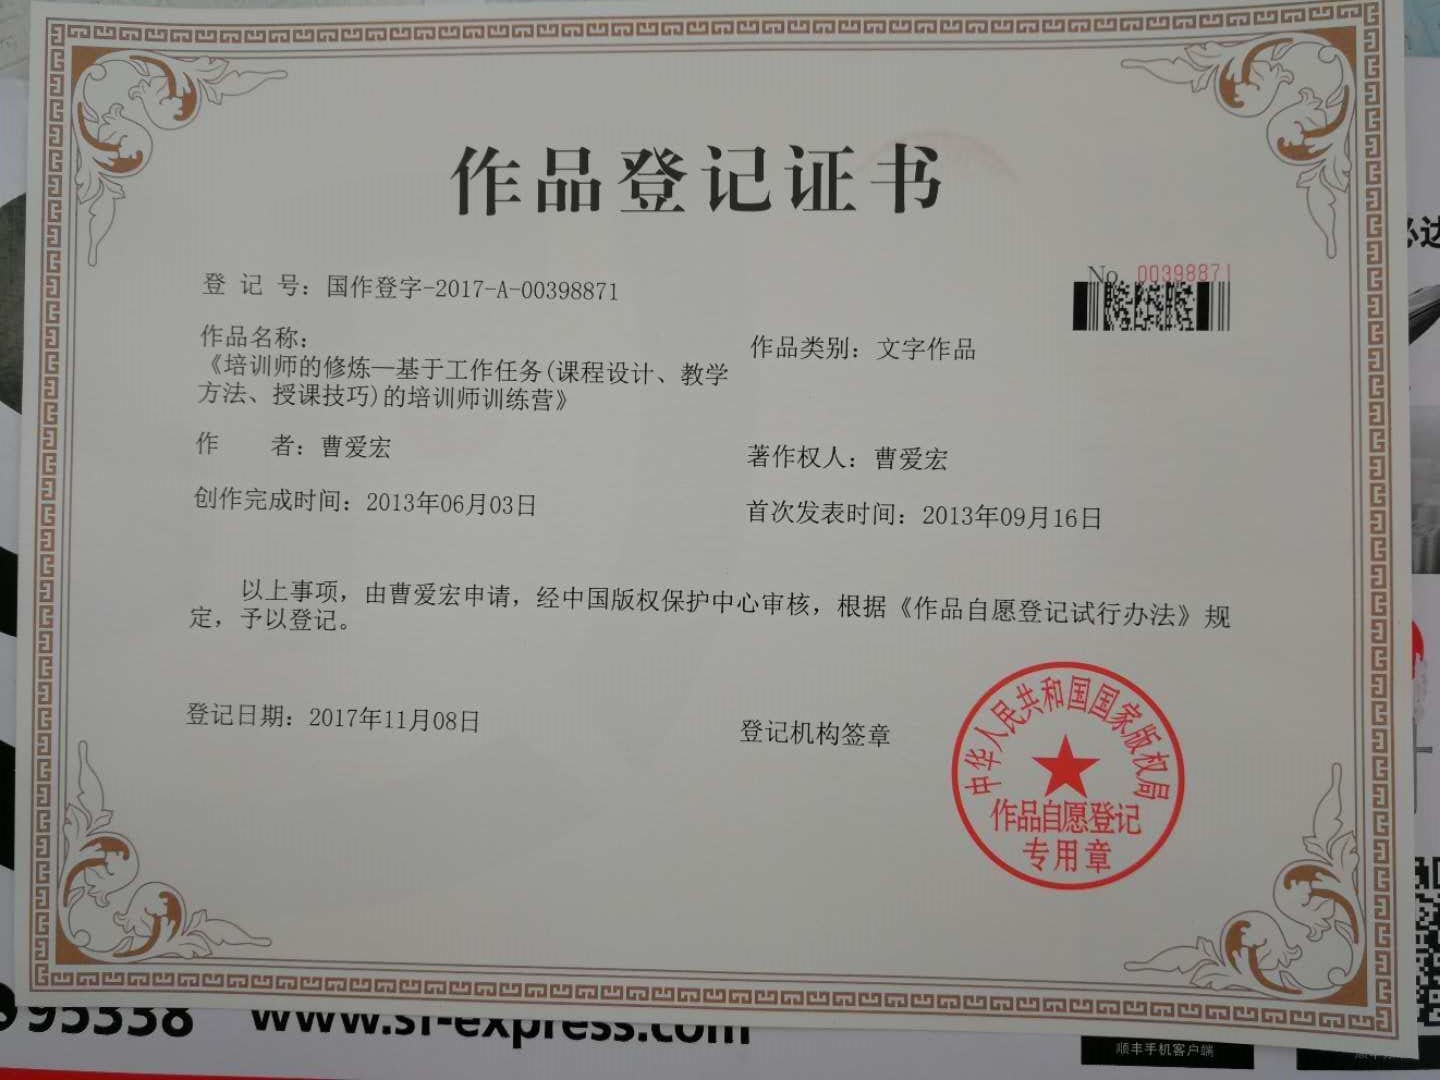 作品登记证书
No. 00398871
登 记 号：国作登字-2017-A-00398871
作品名称：
《培训师的修炼—基于工作任务(课程设计、教学
方法、授课技巧)的培训师训练营》
作品类别：文字作品
作 者：曹爱宏
著作权人：曹爱宏
创作完成时间：2013年06月03日
首次发表时间：2013年09月16日
以上事项，由曹爱宏申请，经中国版权保护中心审核，根据《作品自愿登记试行办法》规
定，予以登记。
登记日期：2017年11月08日
登记机构签章
中华人民共和国国家版权局
作品自愿登记
专用章
必达
95338
www.sf-express.com
顺丰手机客户端